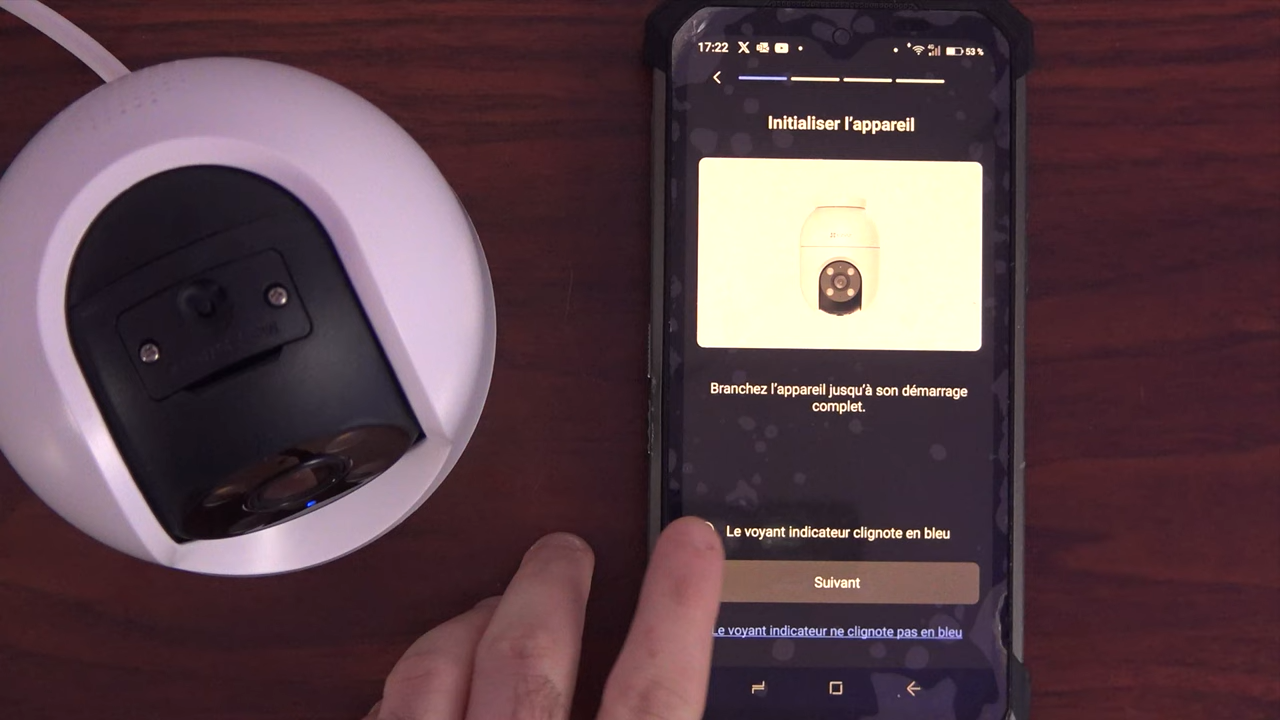 17:22
53 %
Initialiser l'appareil
Branchez l'appareil jusqu'à son démarrage
complet.
Le voyant indicateur clignote en bleu
Suivant
Le voyant indicateur ne clignote pas en bleu